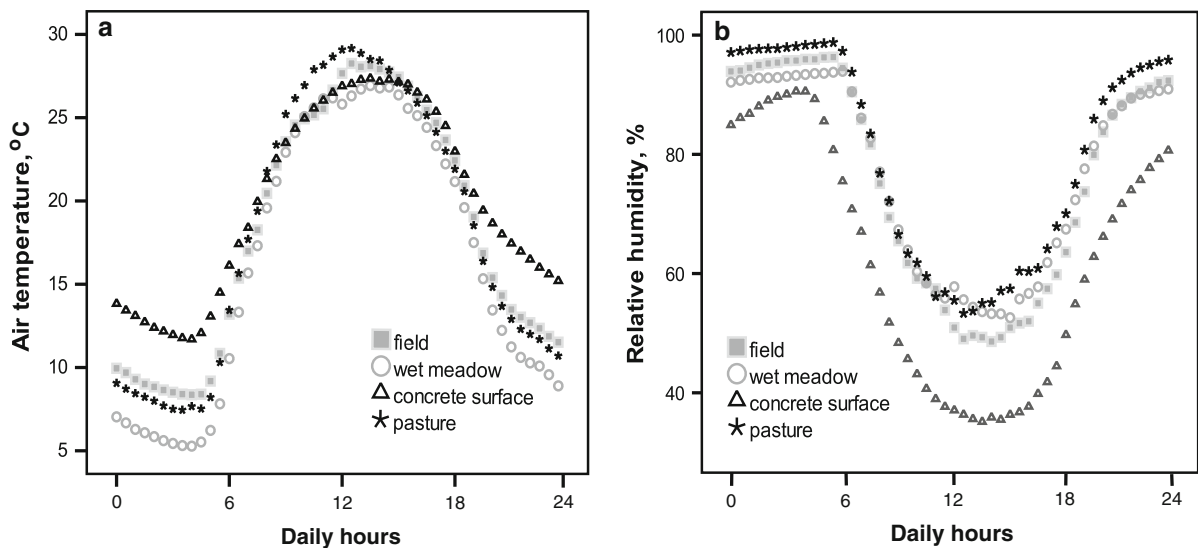 a
Air temperature, °C
30
25
20
15
10
5
field
wet meadow
concrete surface
pasture
0 6 12 18 24
Daily hours
b
Relative humidity, %
100
80
60
40
field
wet meadow
concrete surface
pasture
0 6 12 18 24
Daily hours